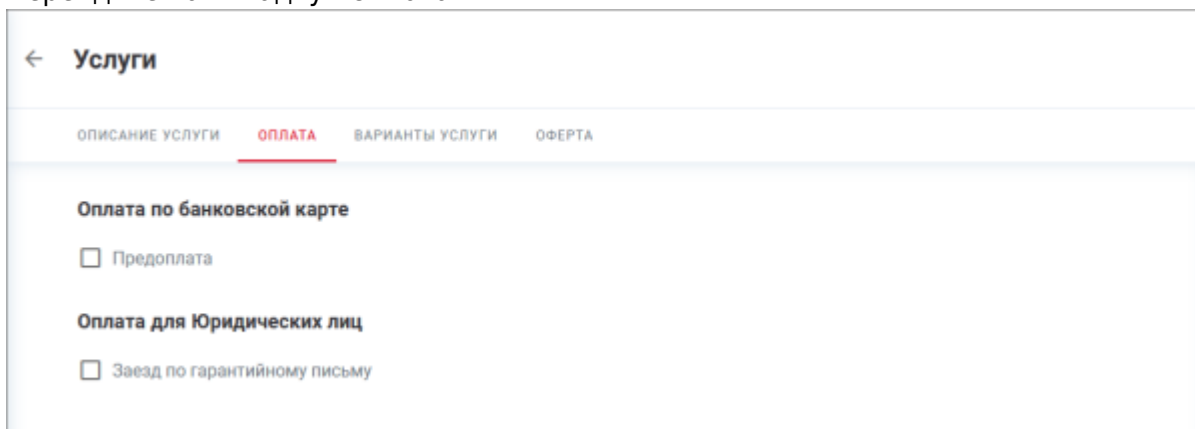 Услуги
ОПИСАНИЕ УСЛУГИ ОПЛАТА ВАРИАНТЫ УСЛУГИ ОФЕРТА
Оплата по банковской карте
Предоплата
Оплата для Юридических лиц
Заезд по гарантийному письму